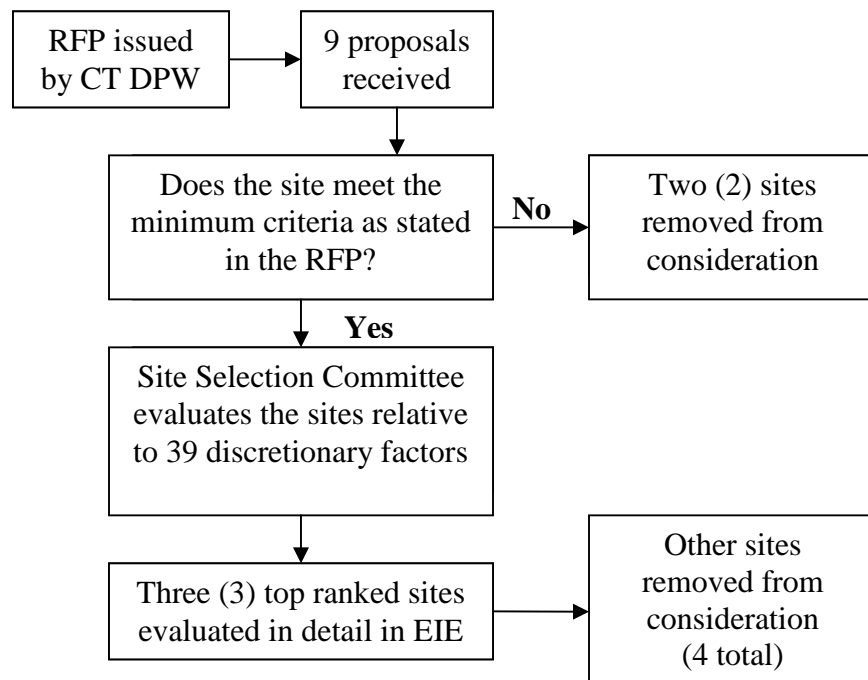 RFP issued
by CT DPW
9 proposals
received
Does the site meet the
minimum criteria as stated
in the RFP?
No
Two (2) sites
removed from
consideration
Yes
Site Selection Committee
evaluates the sites relative
to 39 discretionary factors
Three (3) top ranked sites
evaluated in detail in EIE
Other sites
removed from
consideration
(4 total)